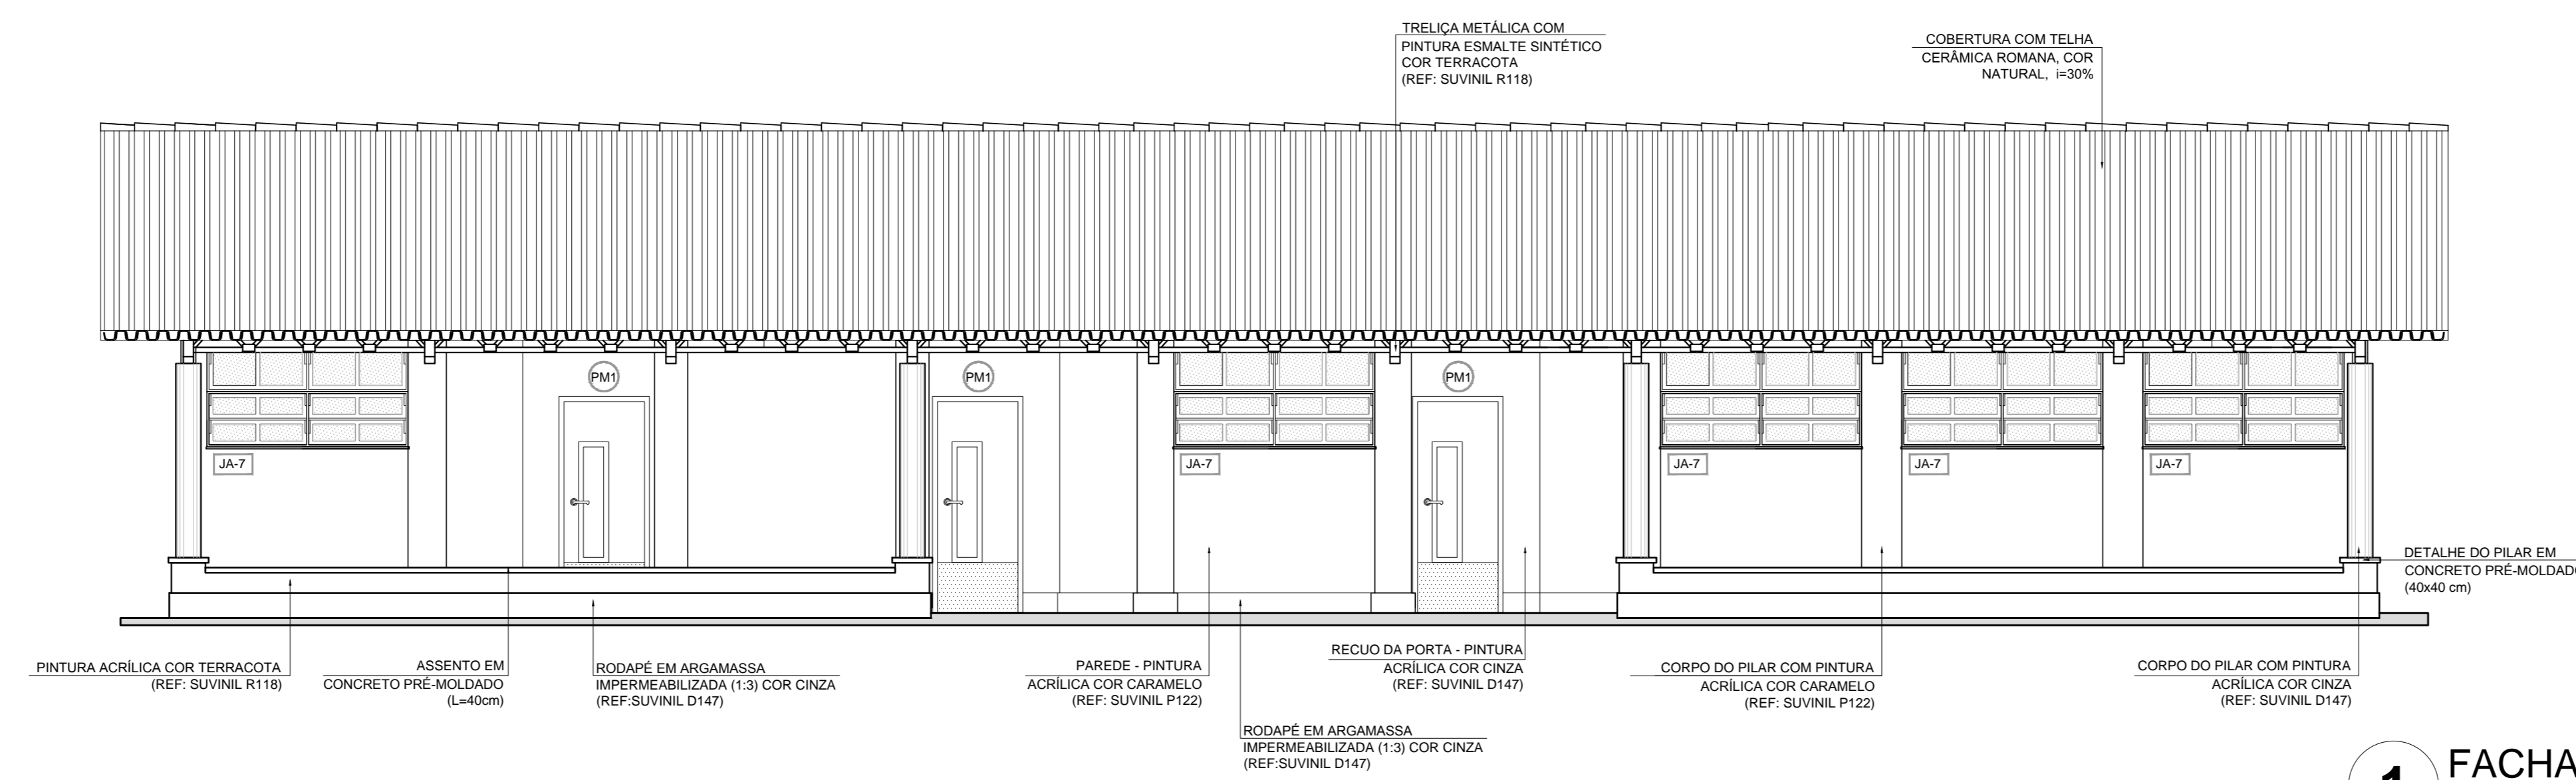 TRELIÇA METÁLICA COM
PINTURA ESMALTE SINTÉTICO
COR TERRACOTA
(REF: SUVINIL R118)
COBERTURA COM TELHA
CERÂMICA ROMANA, COR
NATURAL, i=30%
PM1
PM1
PM1
JA-7
JA-7
JA-7
JA-7
JA-7
DETALHE DO PILAR EM
CONCRETO PRÉ-MOLDADO
(40x40 cm)
PINTURA ACRÍLICA COR TERRACOTA
(REF: SUVINIL R118)
ASSENTO EM
CONCRETO PRÉ-MOLDADO
(L=40cm)
RODAPÉ EM ARGAMASSA
IMPERMEABILIZADA (1:3) COR CINZA
(REF:SUVINIL D147)
PAREDE - PINTURA
ACRÍLICA COR CARAMELO
(REF: SUVINIL P122)
RODAPÉ EM ARGAMASSA
IMPERMEABILIZADA (1:3) COR CINZA
(REF:SUVINIL D147)
RECUO DA PORTA - PINTURA
ACRÍLICA COR CINZA
(REF: SUVINIL D147)
CORPO DO PILAR COM PINTURA
ACRÍLICA COR CARAMELO
(REF: SUVINIL P122)
CORPO DO PILAR COM PINTURA
ACRÍLICA COR CINZA
(REF: SUVINIL D147)
1
FACHA